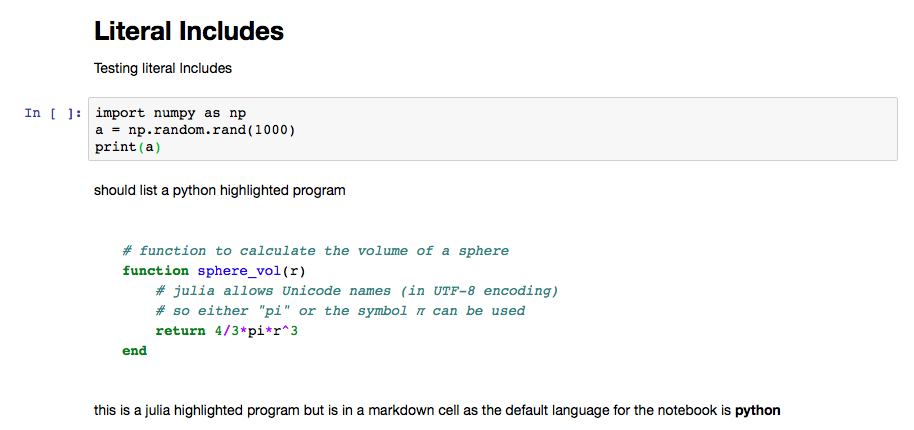 Literal Includes
Testing literal Includes
In [ ]: import numpy as np
a = np.random.rand(1000)
print(a)
should list a python highlighted program
# function to calculate the volume of a sphere
function sphere_vol(r)
# julia allows Unicode names (in UTF-8 encoding)
# so either "pi" or the symbol π can be used
return 4/3*pi*r^3
end
this is a julia highlighted program but is in a markdown cell as the default language for the notebook is python